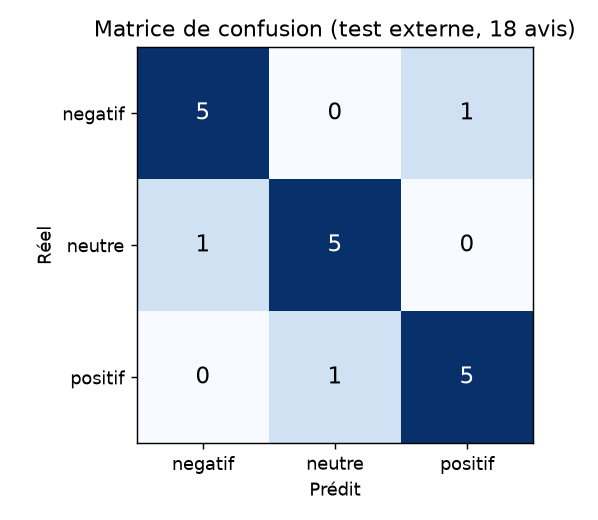 Matrice de confusion (test externe, 18 avis)
negatif 5 0 1
neutre 1 5 0
positif 0 1 5
negatif neutre positif
Prédit
Réel